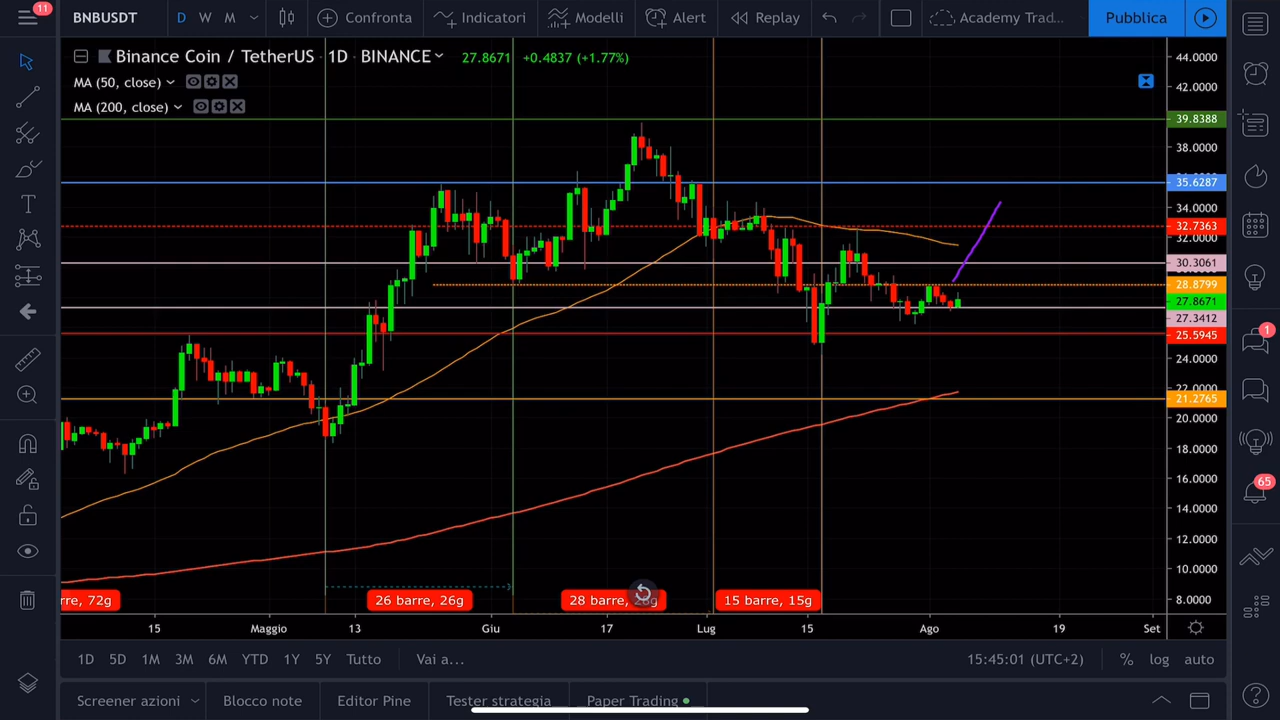 11
BNBUSDT
D W M
Confronta
Indicatori
Modelli
Alert
Replay
Academy Trad...
Pubblica
Binance Coin / TetherUS 1D BINANCE 27.8671 +0.4837 (+1.77%)
MA (50, close)
MA (200, close)
44.0000
42.0000
39.8388
38.0000
35.6287
34.0000
32.7363
32.0000
30.3061
28.8799
27.8671
27.3412
25.5945
24.0000
22.0000
21.2765
20.0000
18.0000
16.0000
14.0000
12.0000
10.0000
8.0000
rre, 72g
26 barre, 26g
28 barre,
15 barre, 15g
15 Maggio 13 Giu 17 Lug 15 Ago 19 Set
1D 5D 1M 3M 6M YTD 1Y 5Y Tutto Vai a... 15:45:01 (UTC+2) % log auto
Screener azioni Blocco note Editor Pine Tester strategia Paper Trading
1
65